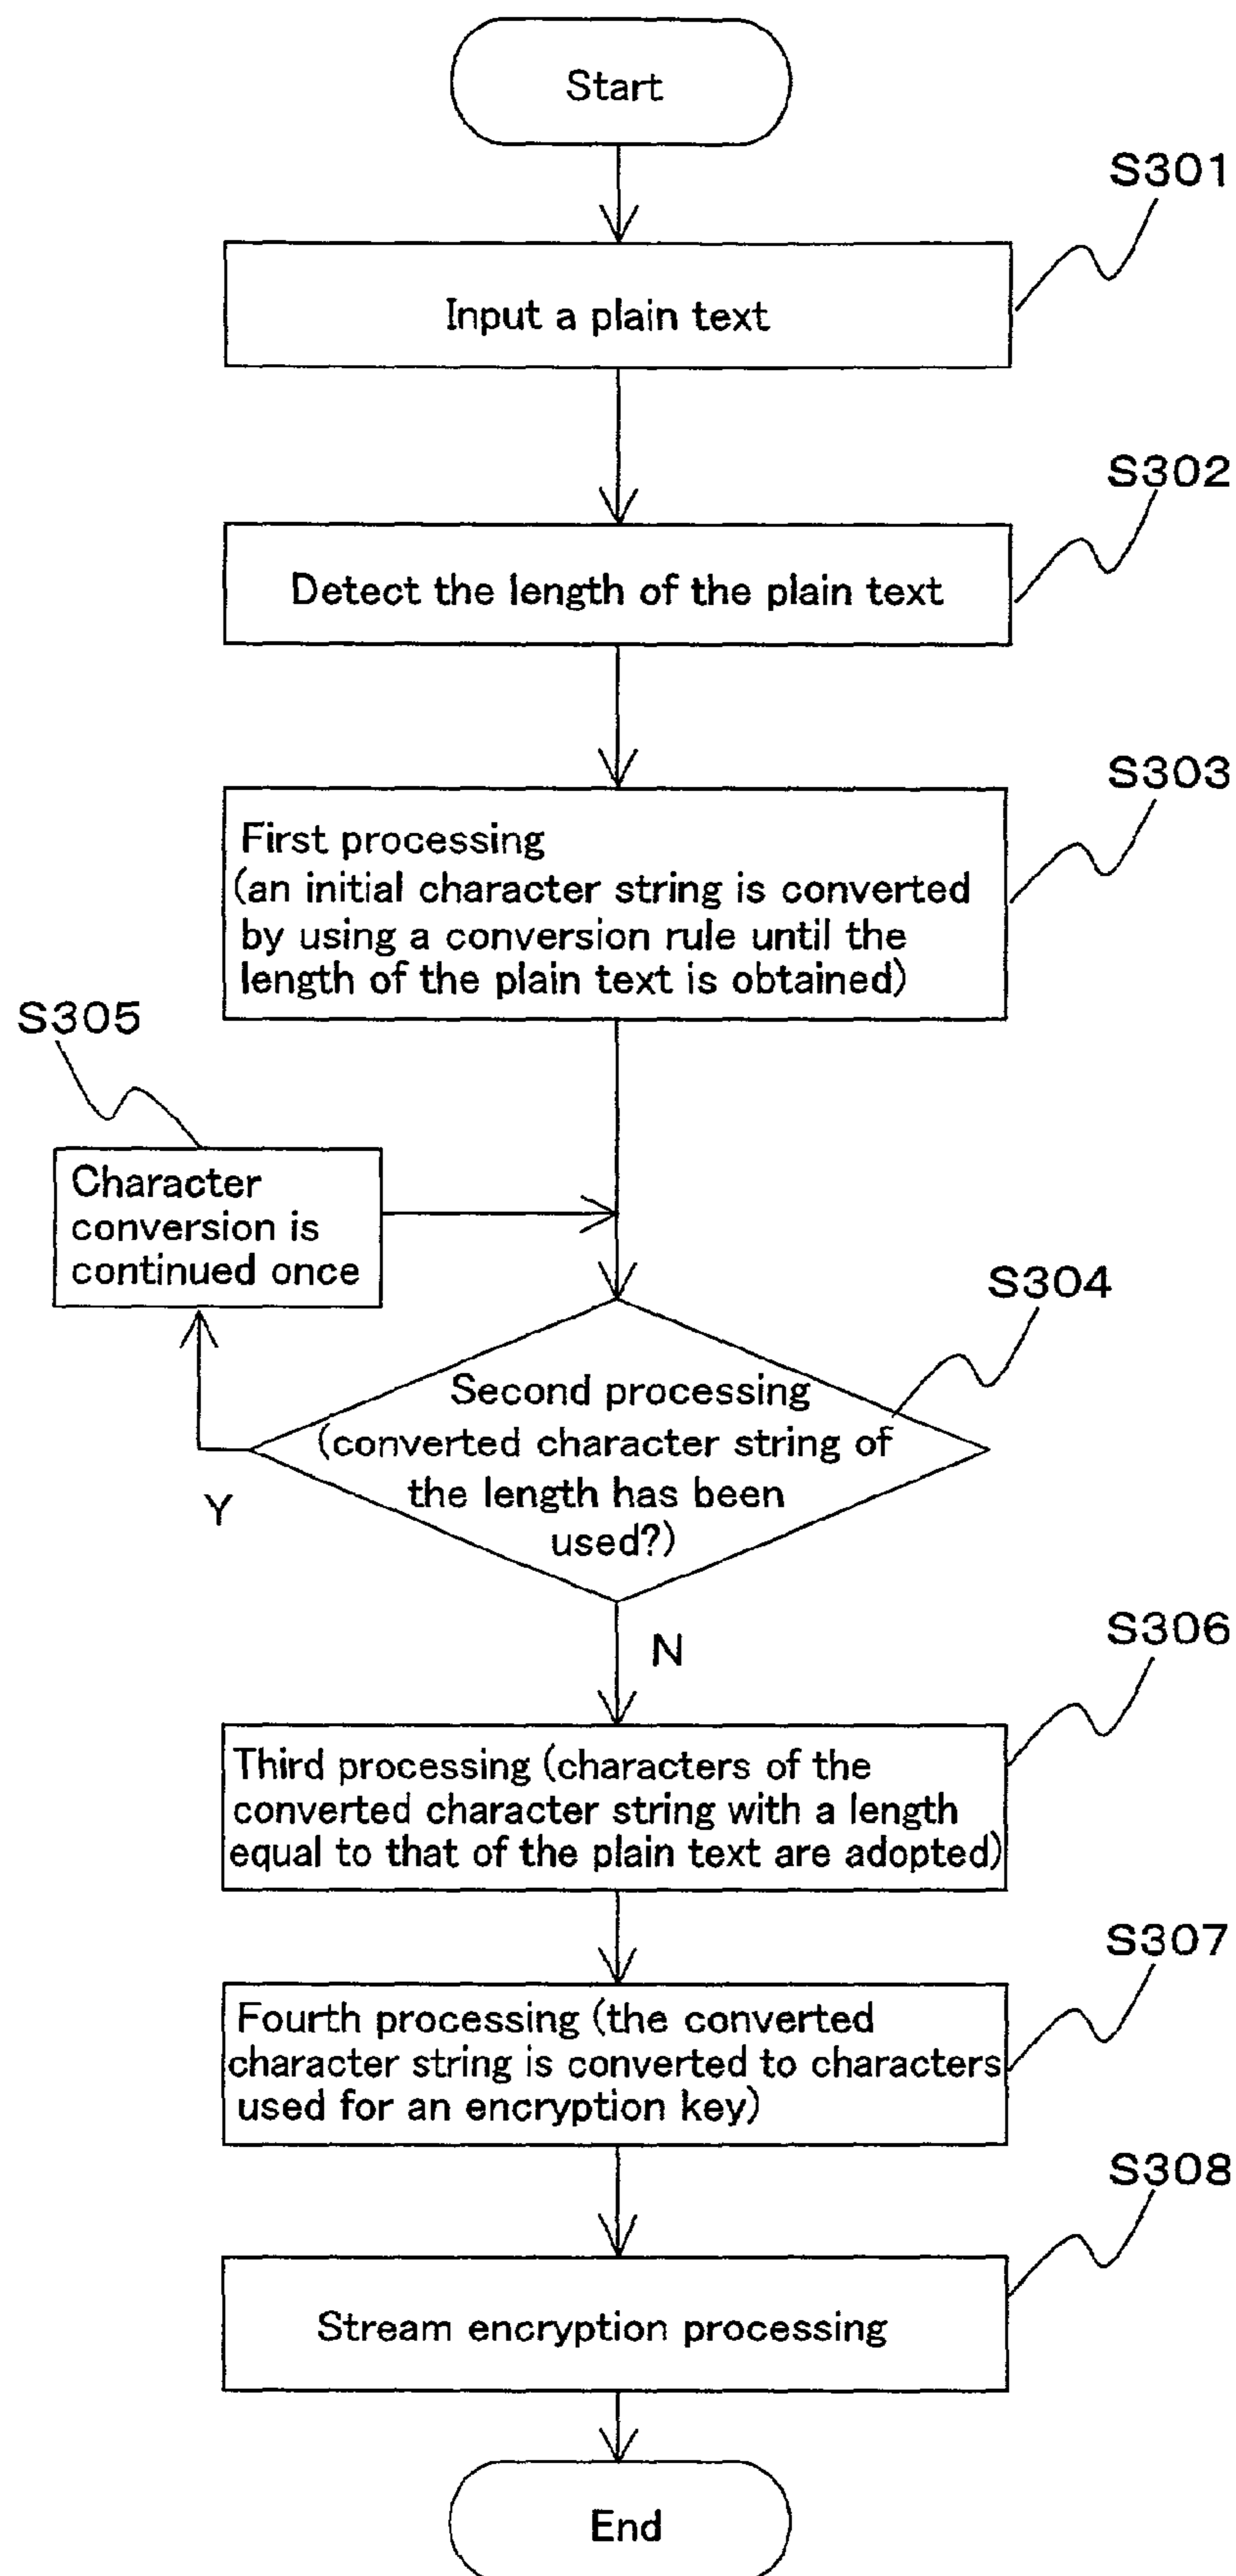 Start
S301
Input a plain text
S302
Detect the length of the plain text
S303
First processing
(an initial character string is converted
by using a conversion rule until the
length of the plain text is obtained)
S305
Character
conversion is
continued once
S304
Second processing
(converted character string of
the length has been
used?)
Y
N
S306
Third processing (characters of the
converted character string with a length
equal to that of the plain text are adopted)
S307
Fourth processing (the converted
character string is converted to characters
used for an encryption key)
S308
Stream encryption processing
End